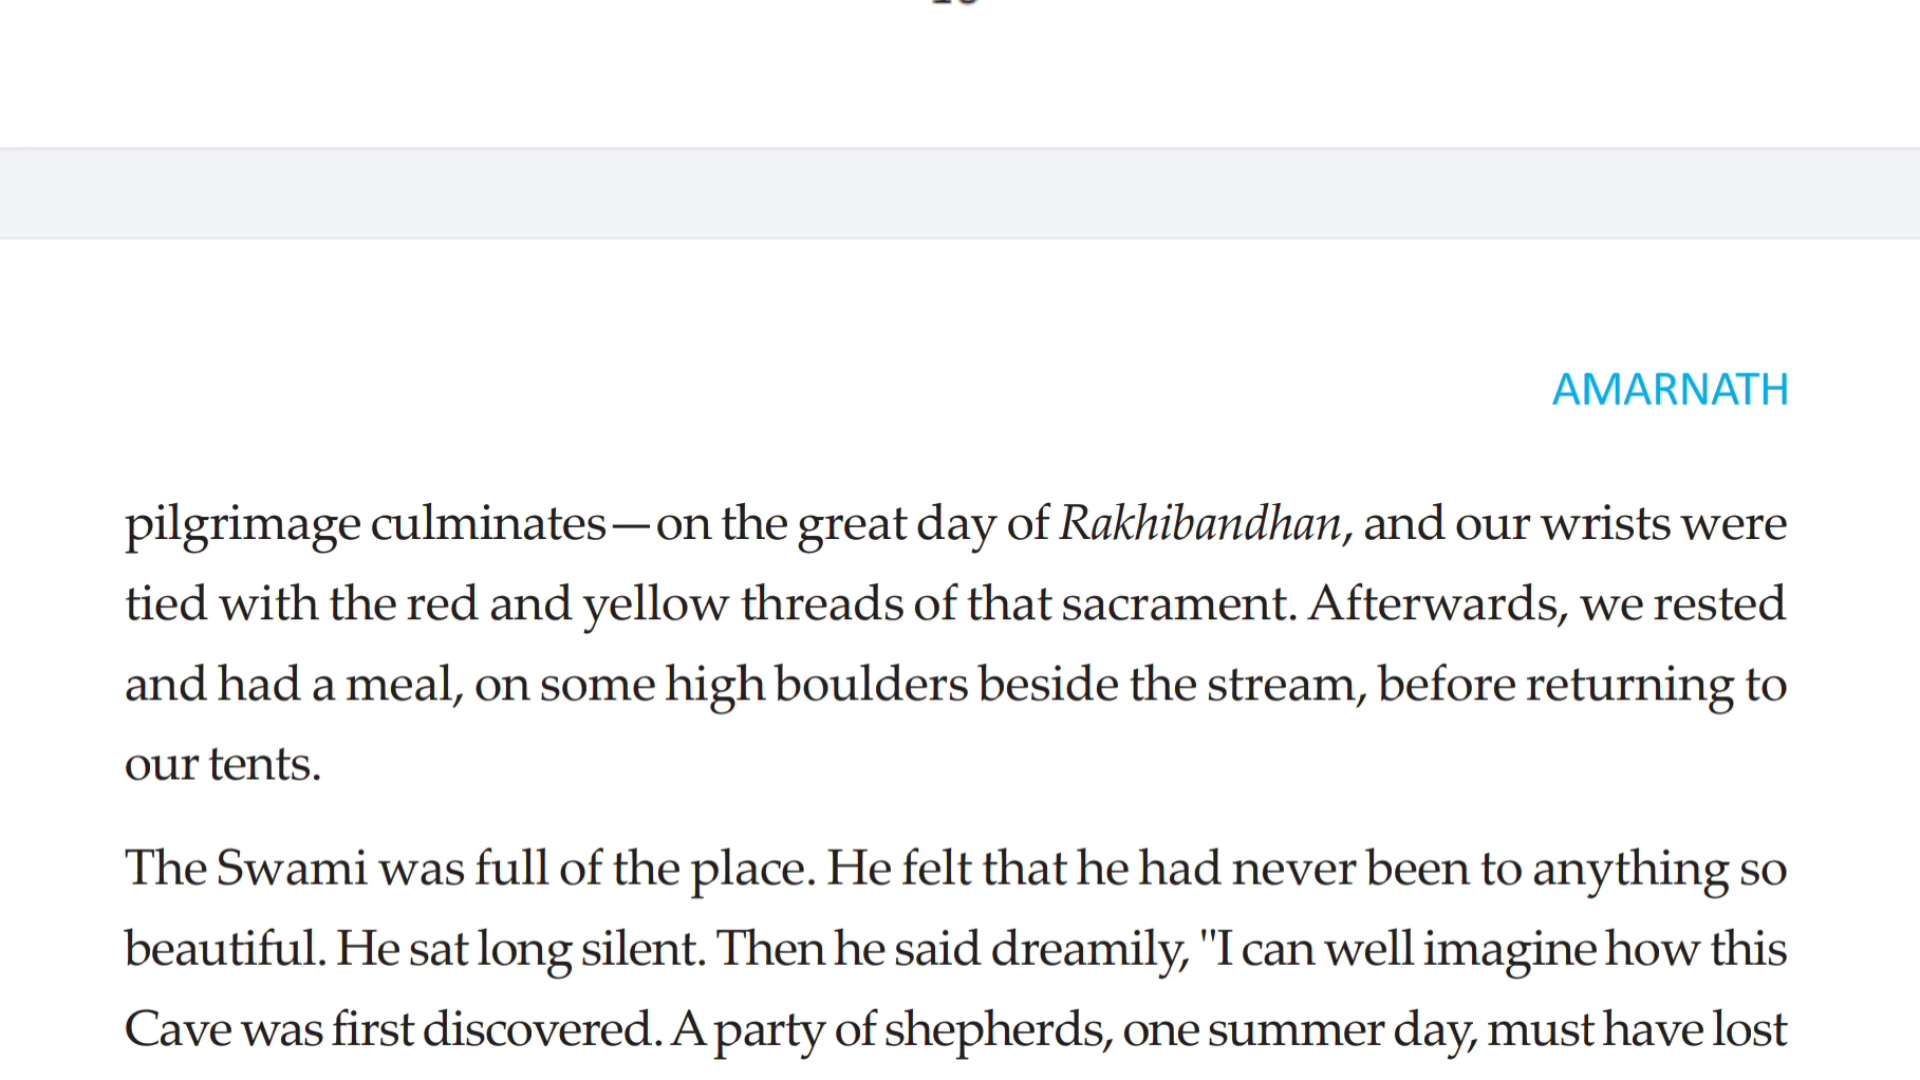 AMARNATH
pilgrimage culminates—on the great day of Rakhibandhan, and our wrists were
tied with the red and yellow threads of that sacrament. Afterwards, we rested
and had a meal, on some high boulders beside the stream, before returning to
our tents.
The Swami was full of the place. He felt that he had never been to anything so
beautiful. He sat long silent. Then he said dreamily, "I can well imagine how this
Cave was first discovered. A party of shepherds, one summer day, must have lost